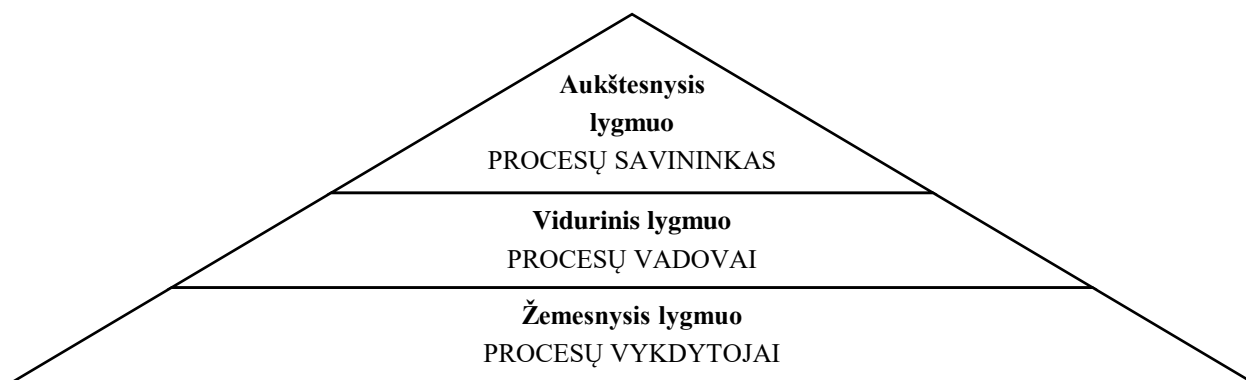 Aukštesnysis
lygmuo
PROCESŲ SAVININKAS
Vidurinis lygmuo
PROCESŲ VADOVAI
Žemesnysis lygmuo
PROCESŲ VYKDYTOJAI